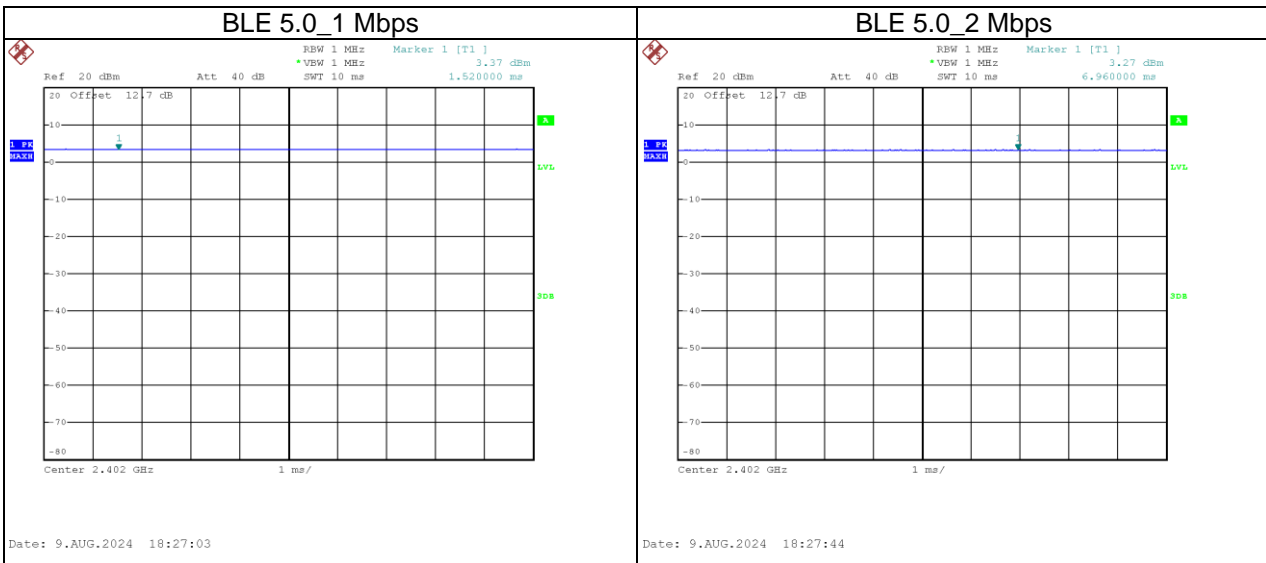 BLE 5.0_1 Mbps
RBW 1 MHz Marker 1 [T1 ]
*VBW 1 MHz 3.37 dBm
Ref 20 dBm Att 40 dB SWT 10 ms 1.520000 ms
20 Offset 12.7 dB
A
10
1
1 PK
MAXH
0
LVL
-10
-20
-30
3DB
-40
-50
-60
-70
-80
Center 2.402 GHz 1 ms/
Date: 9.AUG.2024 18:27:03
BLE 5.0_2 Mbps
RBW 1 MHz Marker 1 [T1 ]
*VBW 1 MHz 3.27 dBm
Ref 20 dBm Att 40 dB SWT 10 ms 6.960000 ms
20 Offset 12.7 dB
A
10
1
1 PK
MAXH
0
LVL
-10
-20
-30
3DB
-40
-50
-60
-70
-80
Center 2.402 GHz 1 ms/
Date: 9.AUG.2024 18:27:44